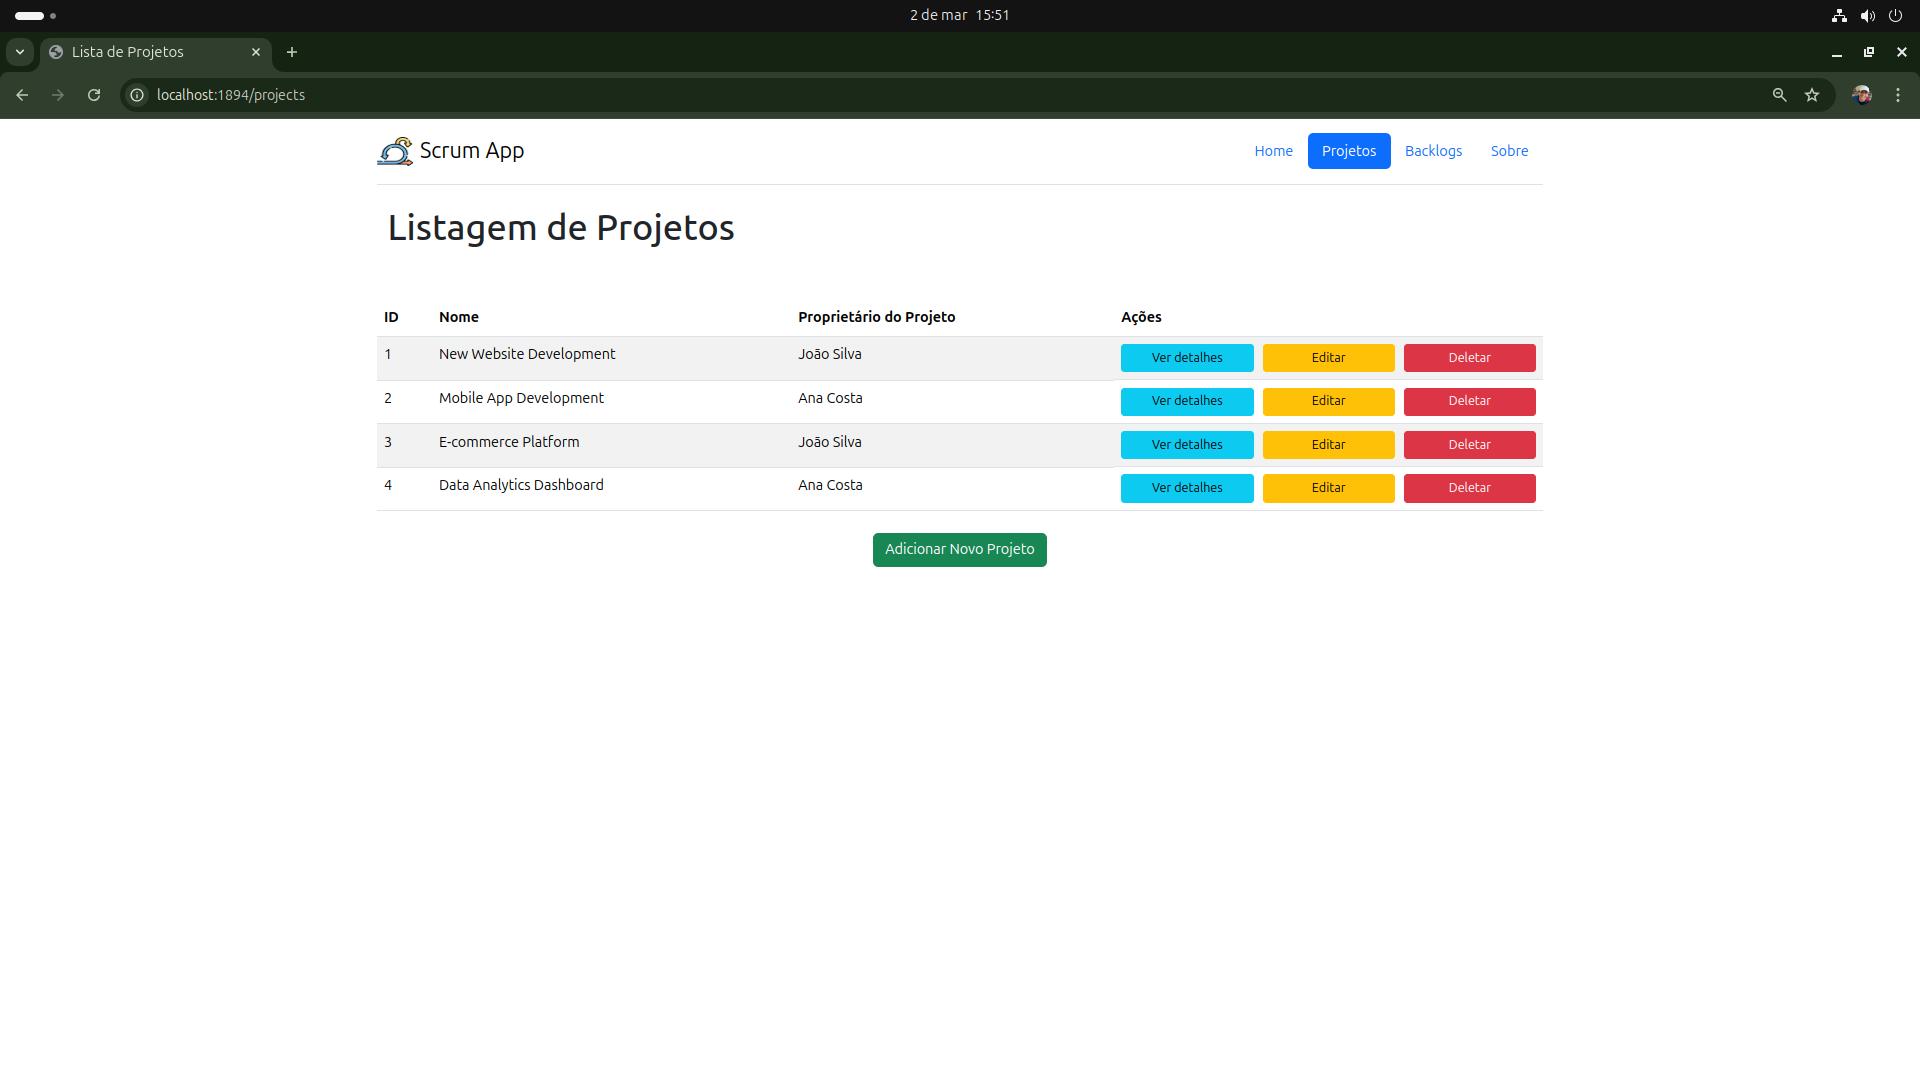 2 de mar 15:51
Lista de Projetos
localhost:1894/projects
Scrum App
Home Projetos Backlogs Sobre
Listagem de Projetos
ID Nome Proprietário do Projeto Ações
1 New Website Development João Silva Ver detalhes Editar Deletar
2 Mobile App Development Ana Costa Ver detalhes Editar Deletar
3 E-commerce Platform João Silva Ver detalhes Editar Deletar
4 Data Analytics Dashboard Ana Costa Ver detalhes Editar Deletar
Adicionar Novo Projeto